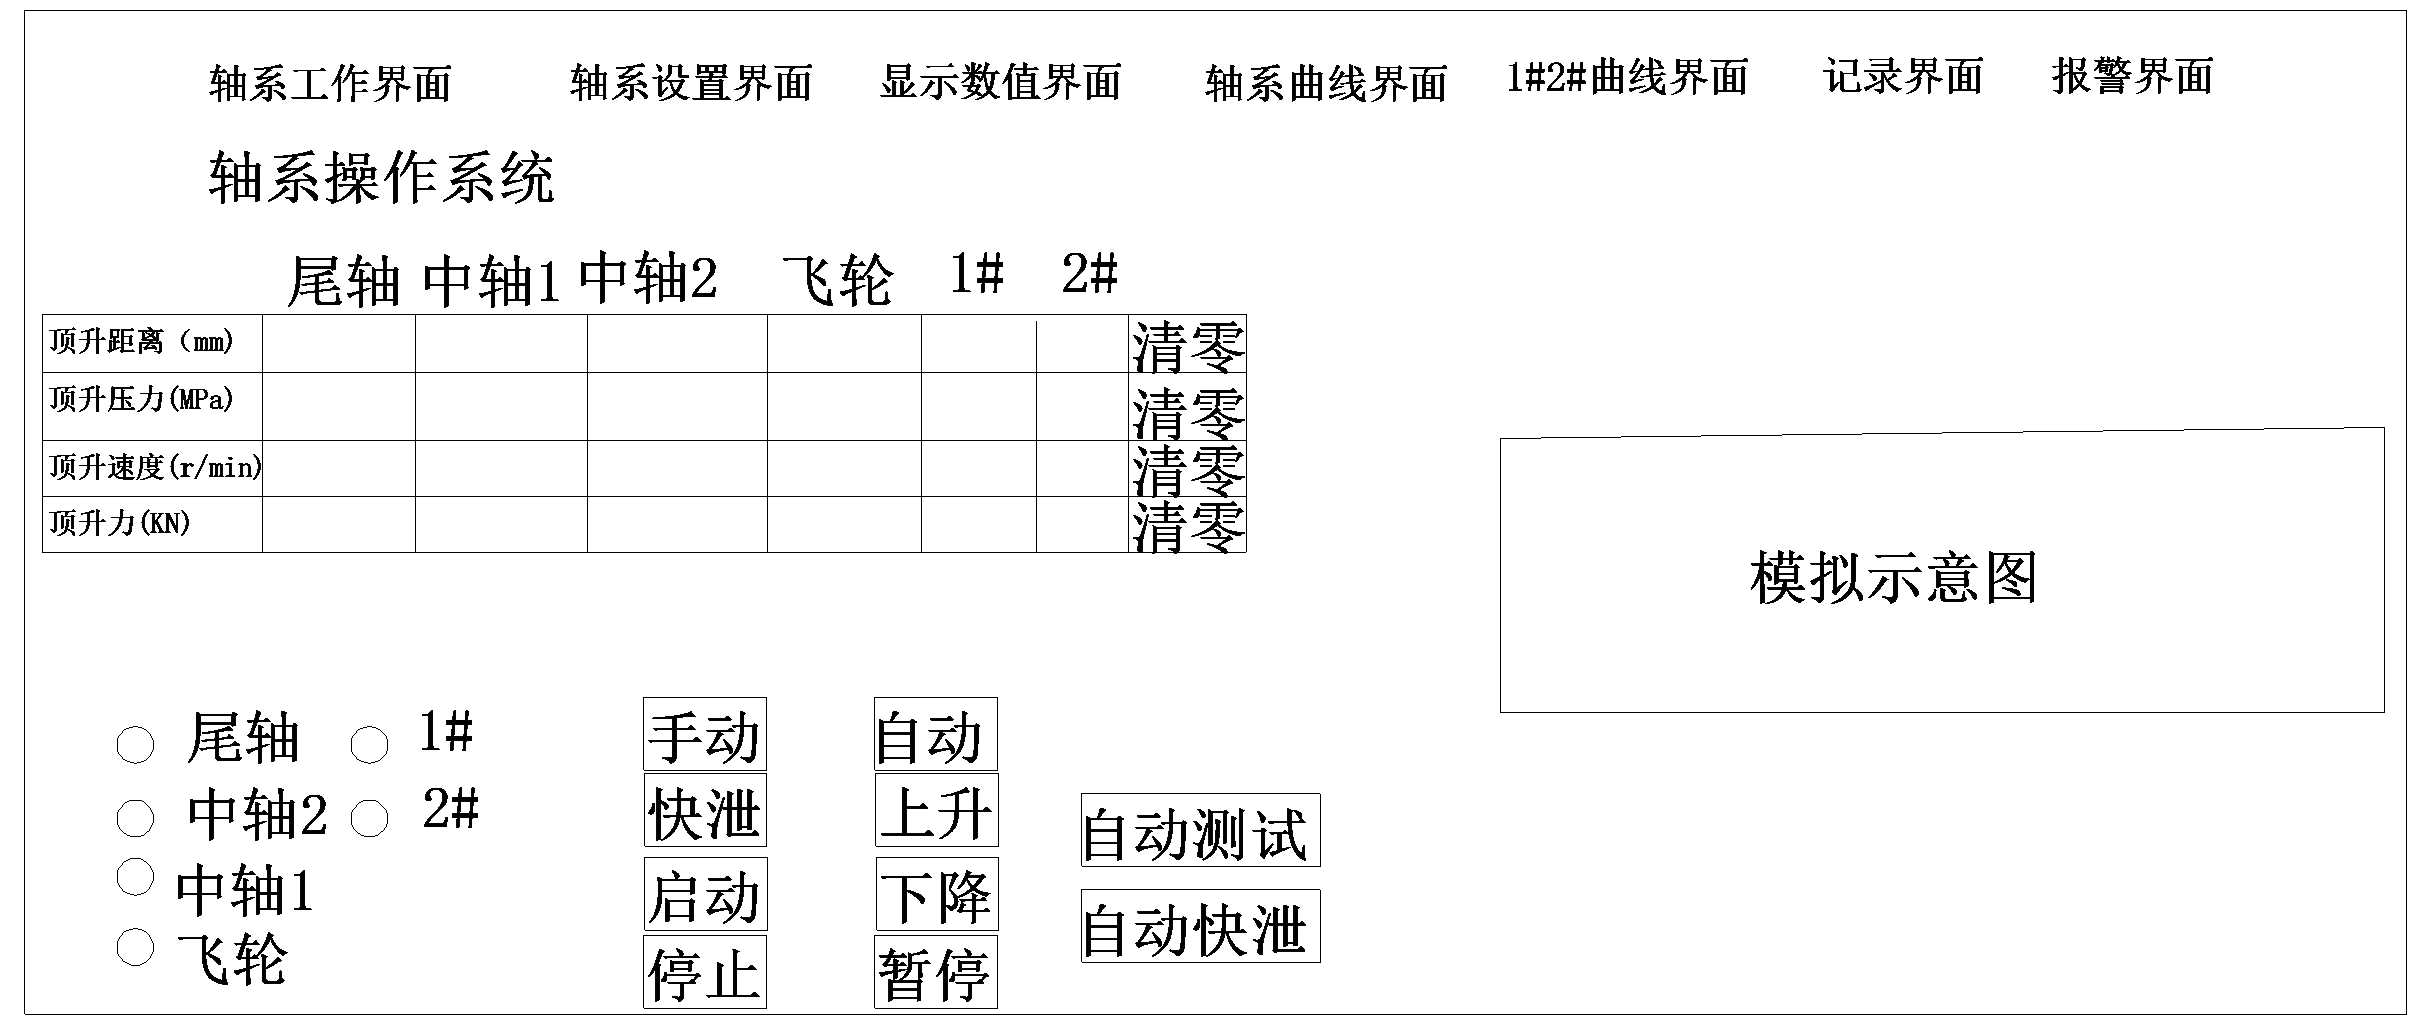 轴系工作界面 轴系设置界面 显示数值界面 轴系曲线界面 1#2#曲线界面 记录界面 报警界面
轴系操作系统
尾轴 中轴1 中轴2 飞轮 1# 2#
顶升距离（mm) 清零
顶升压力(MPa) 清零
顶升速度(r/min) 清零
顶升力(KN) 清零
模拟示意图
尾轴 1# 手动 自动
中轴2 2# 快泄 上升 自动测试
中轴1 启动 下降 自动快泄
飞轮 停止 暂停